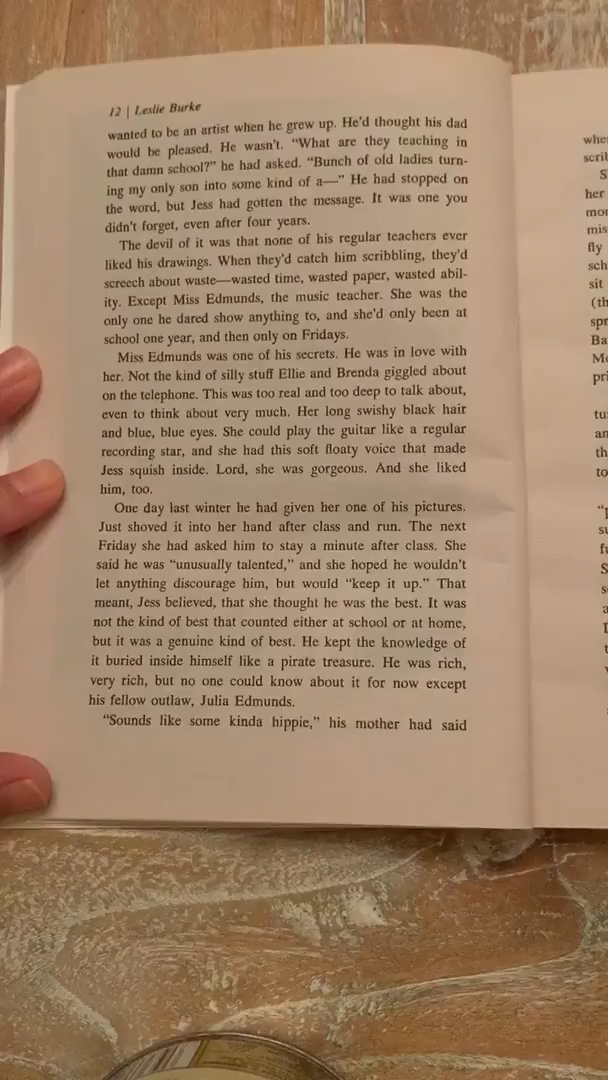 12 | Leslie Burke
wanted to be an artist when he grew up. He'd thought his dad
would be pleased. He wasn't. "What are they teaching in
that damn school?" he had asked. "Bunch of old ladies turn-
ing my only son into some kind of a—" He had stopped on
the word, but Jess had gotten the message. It was one you
didn't forget, even after four years.
The devil of it was that none of his regular teachers ever
liked his drawings. When they'd catch him scribbling, they'd
screech about waste—wasted time, wasted paper, wasted abil-
ity. Except Miss Edmunds, the music teacher. She was the
only one he dared show anything to, and she'd only been at
school one year, and then only on Fridays.
Miss Edmunds was one of his secrets. He was in love with
her. Not the kind of silly stuff Ellie and Brenda giggled about
on the telephone. This was too real and too deep to talk about,
even to think about very much. Her long swishy black hair
and blue, blue eyes. She could play the guitar like a regular
recording star, and she had this soft floaty voice that made
Jess squish inside. Lord, she was gorgeous. And she liked
him, too.
One day last winter he had given her one of his pictures.
Just shoved it into her hand after class and run. The next
Friday she had asked him to stay a minute after class. She
said he was "unusually talented," and she hoped he wouldn't
let anything discourage him, but would "keep it up." That
meant, Jess believed, that she thought he was the best. It was
not the kind of best that counted either at school or at home,
but it was a genuine kind of best. He kept the knowledge of
it buried inside himself like a pirate treasure. He was rich,
very rich, but no one could know about it for now except
his fellow outlaw, Julia Edmunds.
"Sounds like some kinda hippie," his mother had said
her
fly
sit